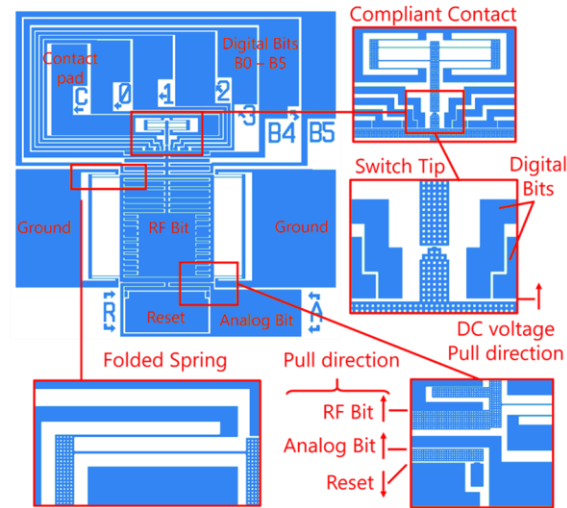 Compliant Contact
Contact
pad
Digital Bits
B0 – B5
C
0
1
2
3
B4
B5
Switch Tip
Digital
Bits
Ground
RF Bit
Ground
R
Reset
Analog Bit
A
DC voltage
Pull direction
Folded Spring
Pull direction
RF Bit
Analog Bit
Reset